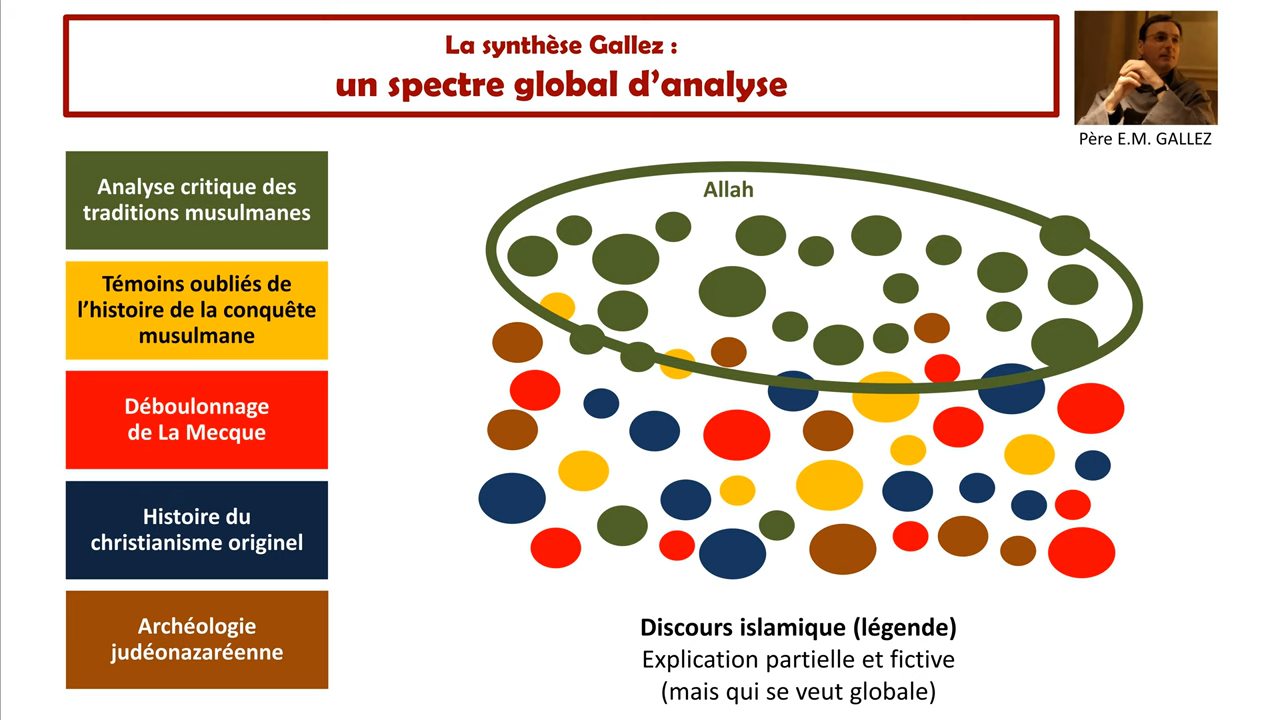 La synthèse Gallez :
un spectre global d’analyse
Père E.M. GALLEZ
Analyse critique des
traditions musulmanes
Témoins oubliés de
l’histoire de la conquête
musulmane
Déboulonnage
de La Mecque
Histoire du
christianisme originel
Archéologie
judéonazaréenne
Allah
Discours islamique (légende)
Explication partielle et fictive
(mais qui se veut globale)